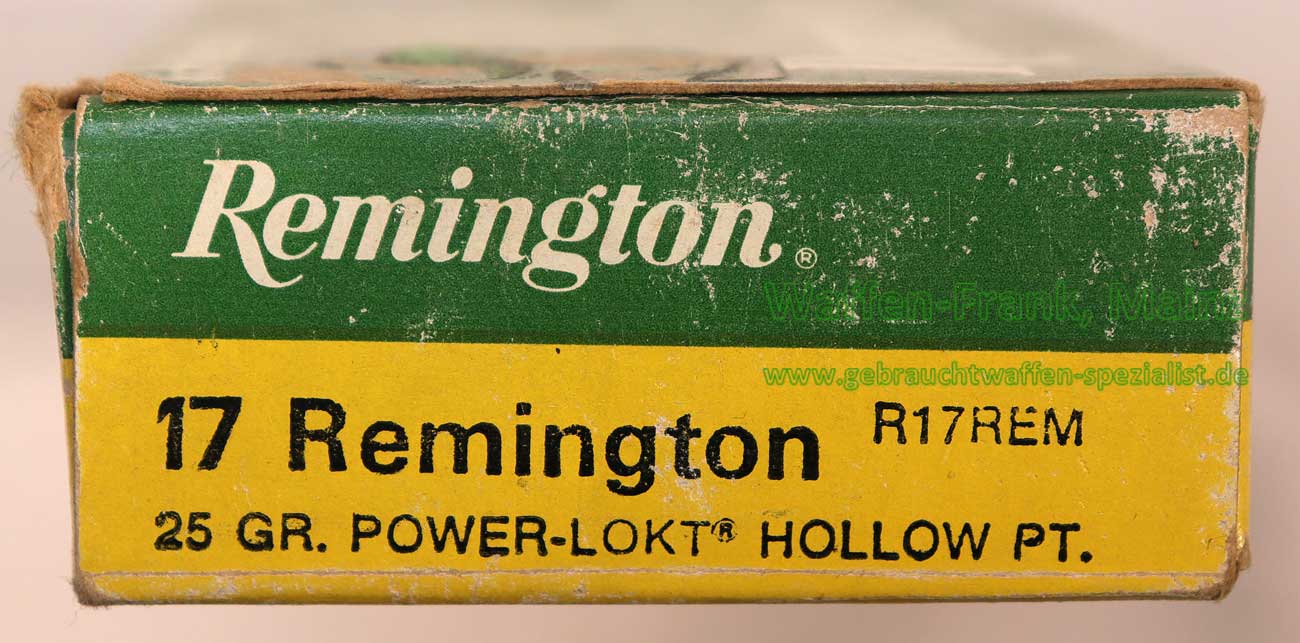 Remington®
Waffen-Frank, Mainz
www.gebrauchtwaffen-spezialist.de
17 Remington R17REM
25 GR. POWER-LOKT® HOLLOW PT.